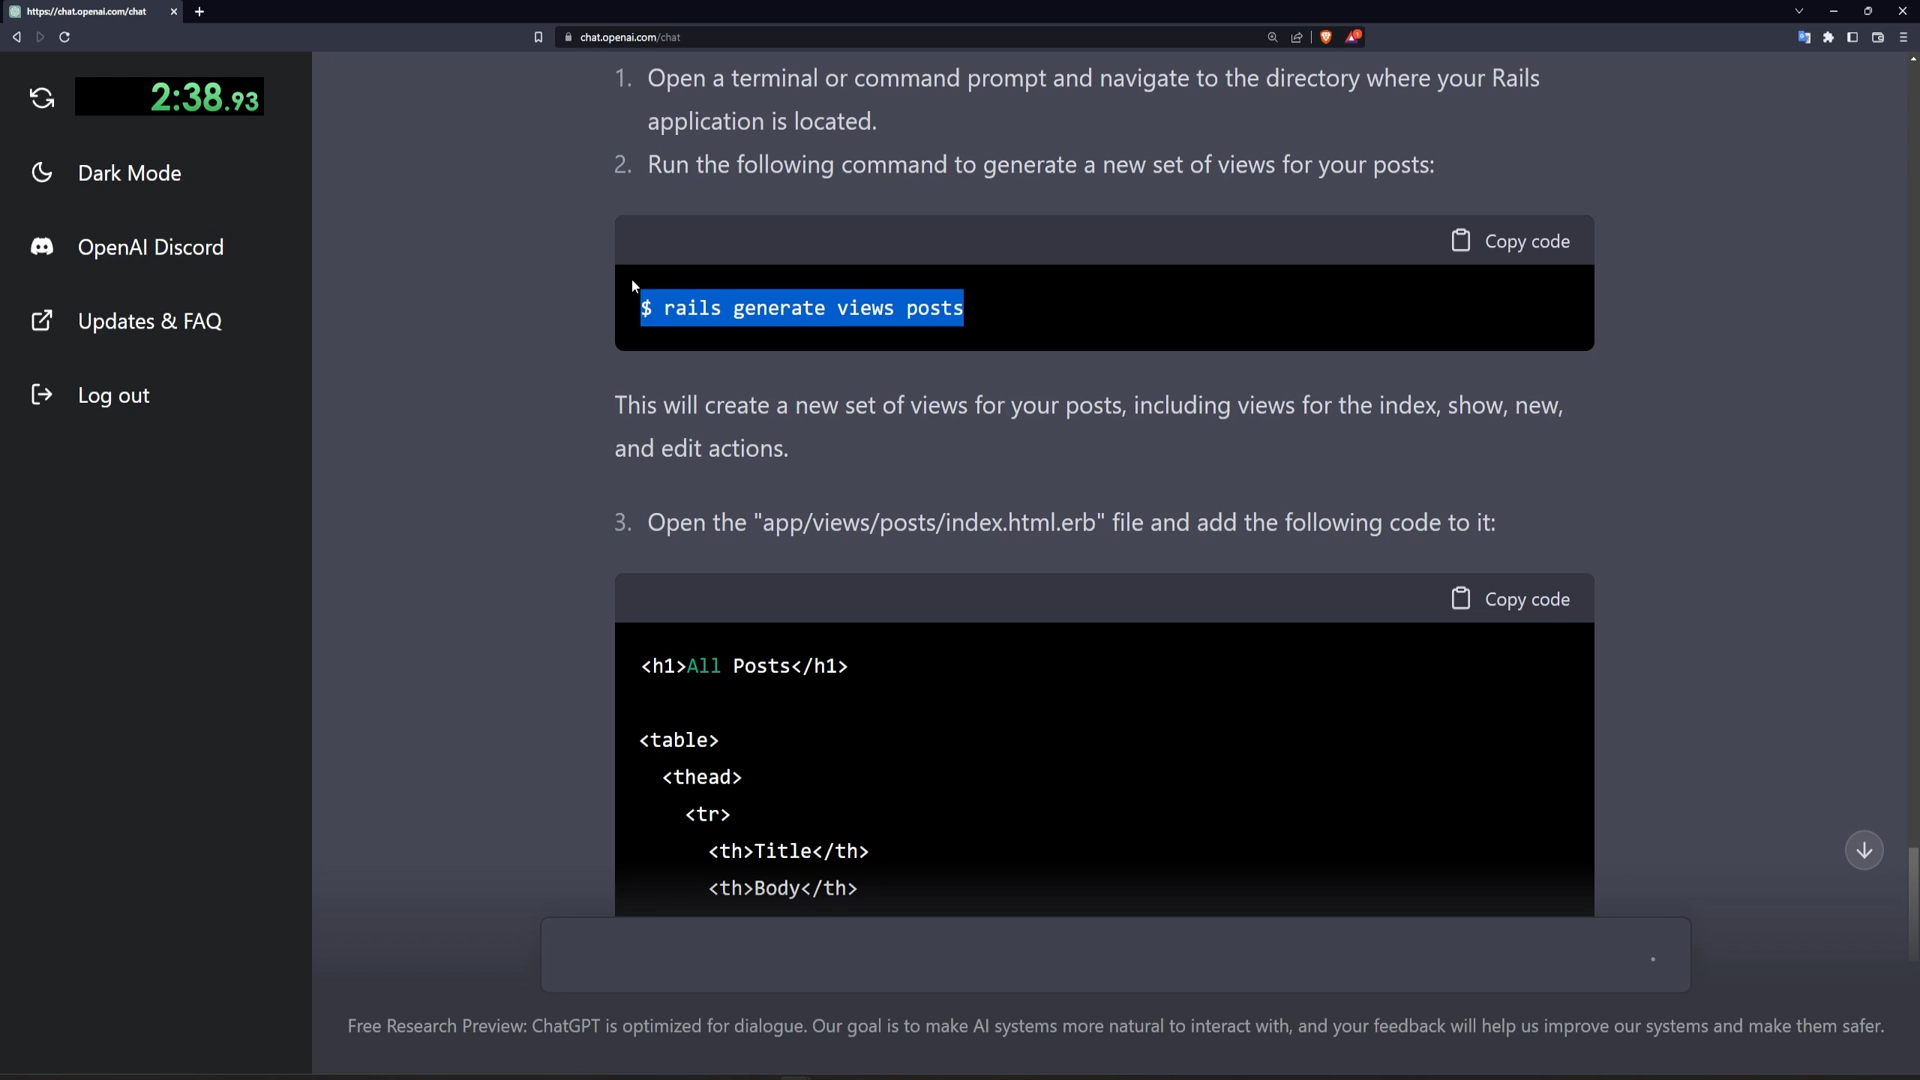 https://chat.openai.com/chat
chat.openai.com/chat
2:38.93
Dark Mode
OpenAI Discord
Updates & FAQ
Log out
1. Open a terminal or command prompt and navigate to the directory where your Rails
application is located.
2. Run the following command to generate a new set of views for your posts:
Copy code
$ rails generate views posts
This will create a new set of views for your posts, including views for the index, show, new,
and edit actions.
3. Open the "app/views/posts/index.html.erb" file and add the following code to it:
Copy code
<h1>All Posts</h1>
<table>
<thead>
<tr>
<th>Title</th>
<th>Body</th>
Free Research Preview: ChatGPT is optimized for dialogue. Our goal is to make AI systems more natural to interact with, and your feedback will help us improve our systems and make them safer.